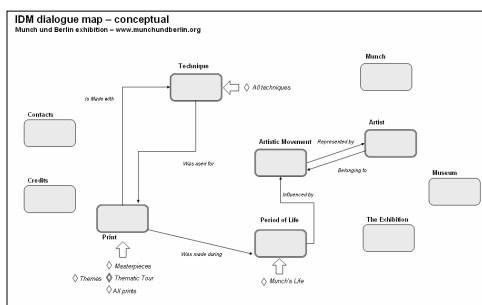 IDM dialogue map – conceptual
Munch und Berlin exhibition – www.munchundberlin.org
Technique
Munch
All techniques
Is Made with
Contacts
Artist
Artistic Movement
Represented by
Was used for
Belonging to
Credits
Museum
Influenced by
Period of Life
The Exhibition
Print
Was made during
Masterpieces
Themes
Thematic Tour
All prints
Munch's Life